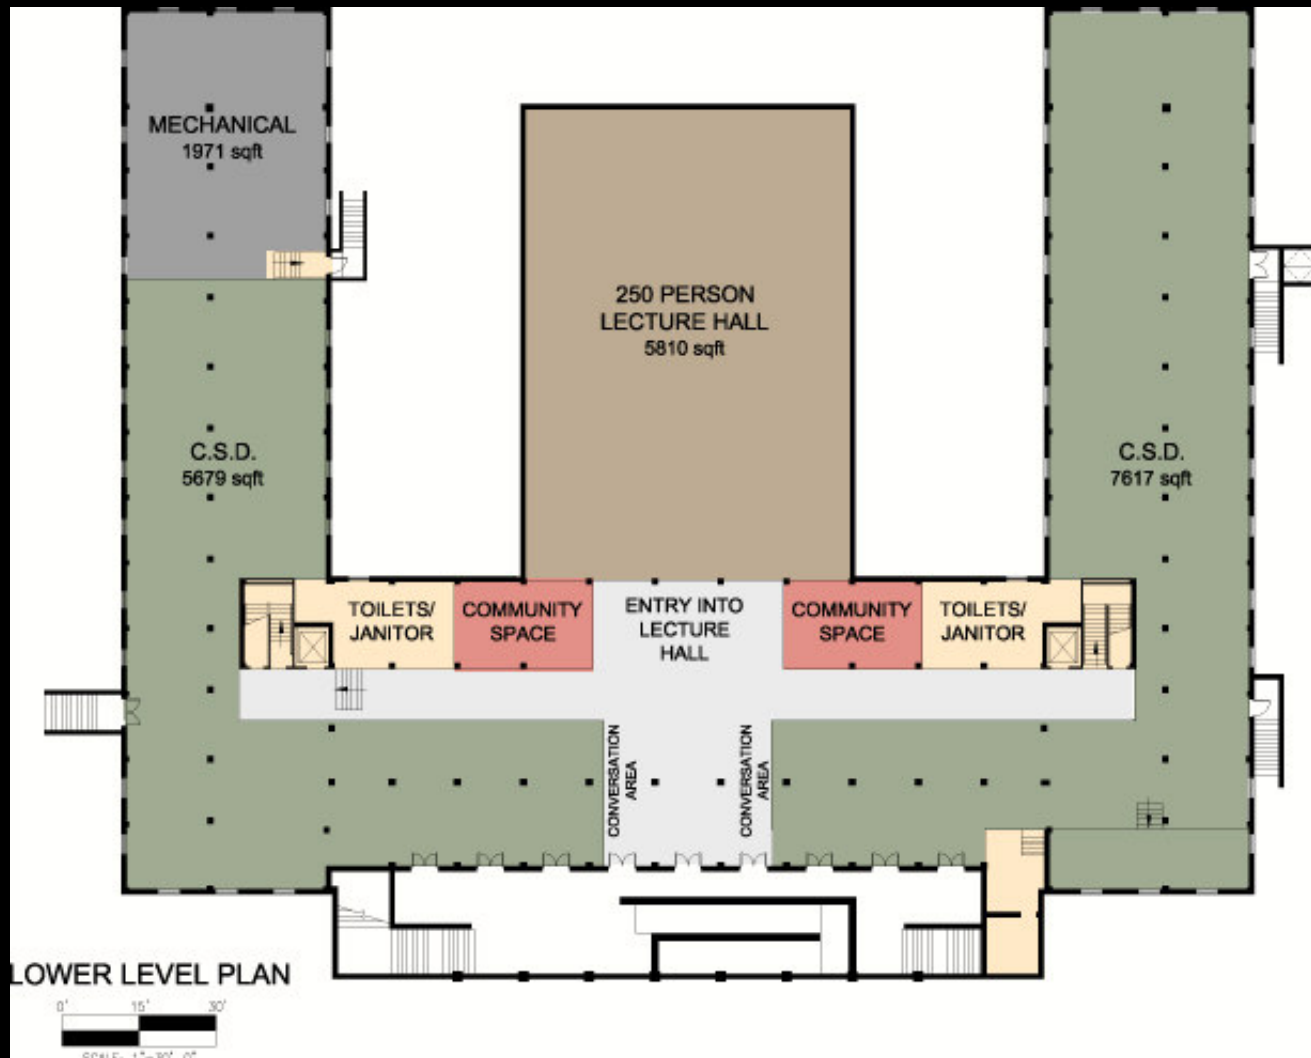 MECHANICAL
1971 sqft
250 PERSON
LECTURE HALL
5810 sqft
C.S.D.
5679 sqft
C.S.D.
7617 sqft
TOILETS/
JANITOR
COMMUNITY
SPACE
ENTRY INTO
LECTURE
HALL
COMMUNITY
SPACE
TOILETS/
JANITOR
CONVERSATION
AREA
CONVERSATION
AREA
LOWER LEVEL PLAN
0' 15' 30'